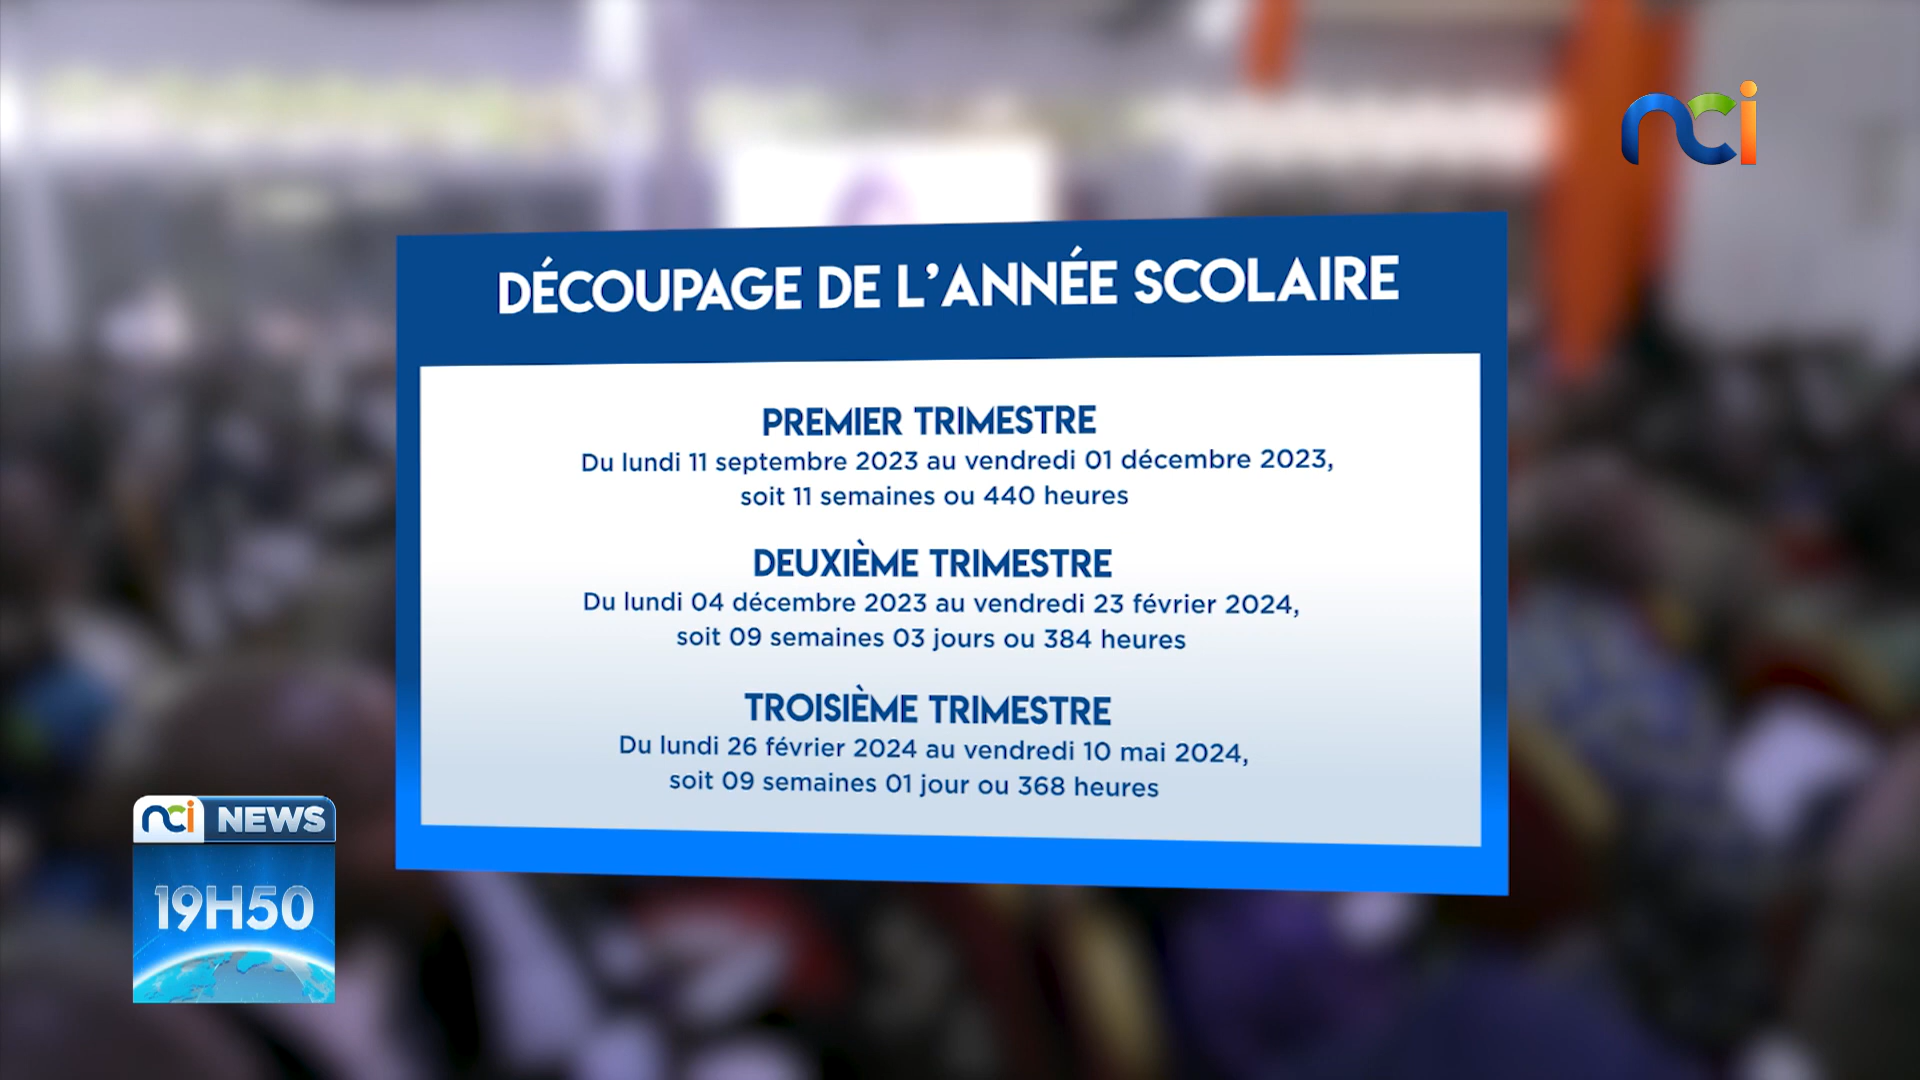 nci
DÉCOUPAGE DE L'ANNÉE SCOLAIRE
PREMIER TRIMESTRE
Du lundi 11 septembre 2023 au vendredi 01 décembre 2023,
soit 11 semaines ou 440 heures
DEUXIÈME TRIMESTRE
Du lundi 04 décembre 2023 au vendredi 23 février 2024,
soit 09 semaines 03 jours ou 384 heures
TROISIÈME TRIMESTRE
Du lundi 26 février 2024 au vendredi 10 mai 2024,
soit 09 semaines 01 jour ou 368 heures
nci NEWS
19H50